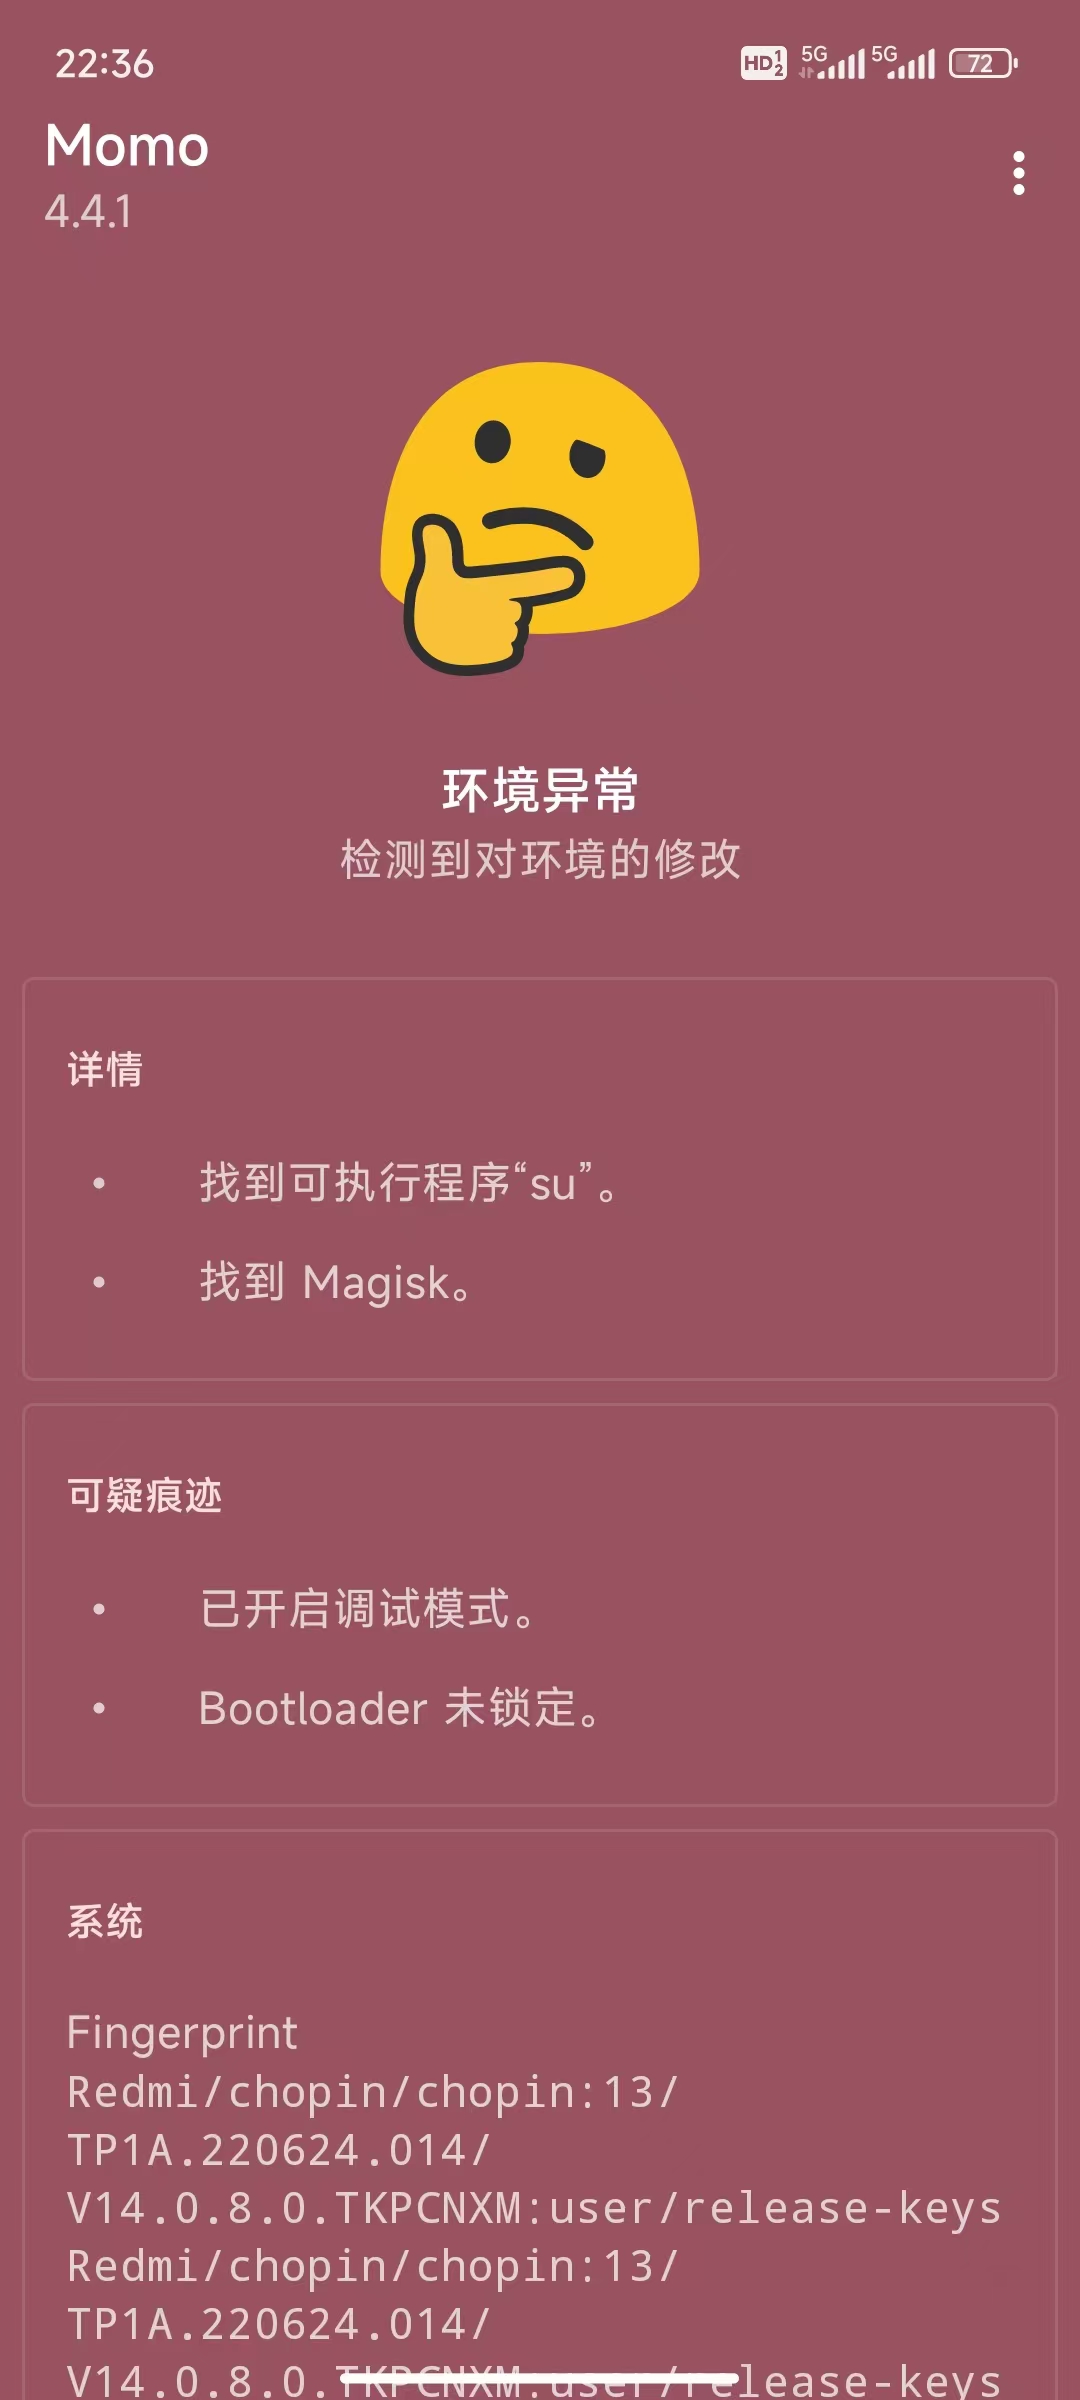 22:36
HD 1 2 5G 5G 72
Momo
4.4.1
环境异常
检测到对环境的修改
详情
• 找到可执行程序“su”。
• 找到 Magisk。
可疑痕迹
• 已开启调试模式。
• Bootloader 未锁定。
系统
Fingerprint
Redmi/chopin/chopin:13/
TP1A.220624.014/
V14.0.8.0.TKPCNXM:user/release-keys
Redmi/chopin/chopin:13/
TP1A.220624.014/
V14.0.8.0.TKPCNXM:user/release-keys